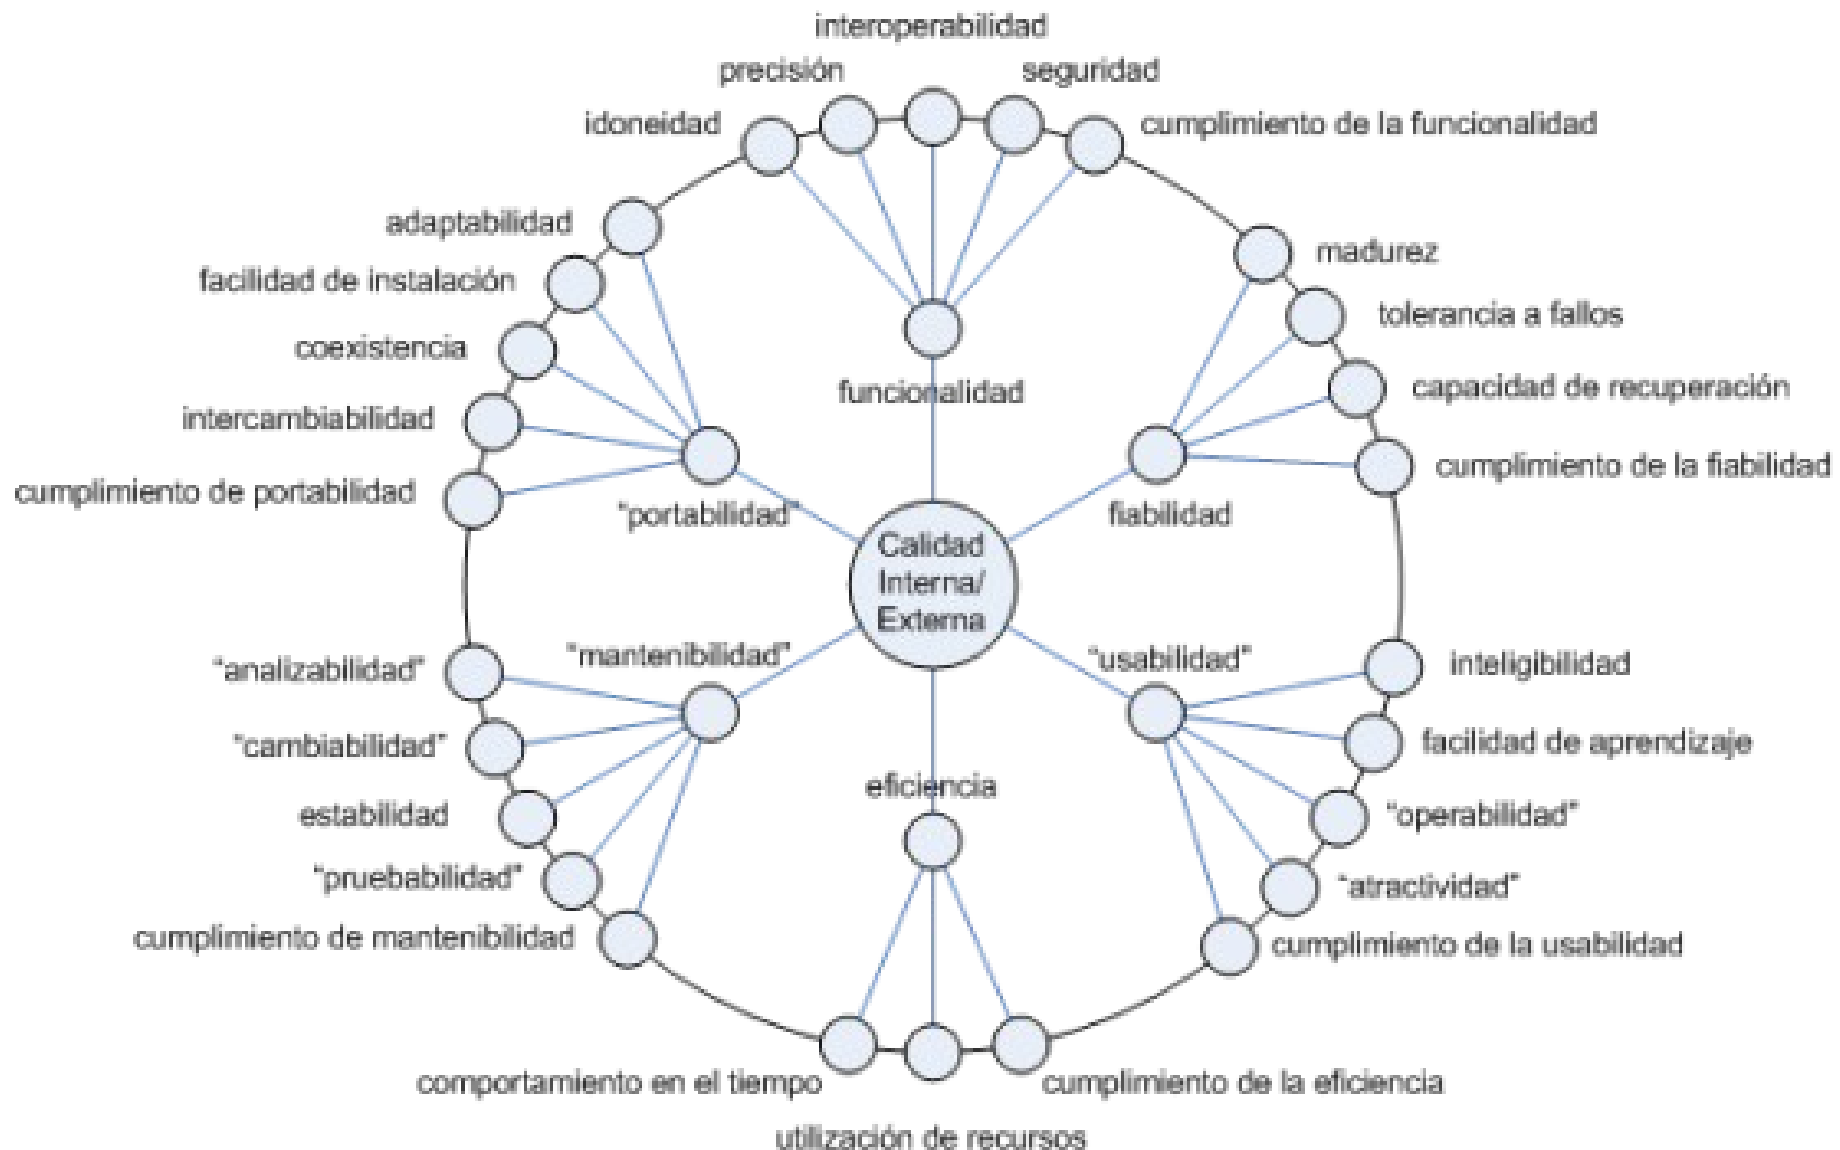 interoperabilidad
precisión
seguridad
idoneidad
cumplimiento de la funcionalidad
adaptabilidad
madurez
facilidad de instalación
tolerancia a fallos
coexistencia
capacidad de recuperación
funcionalidad
intercambiabilidad
cumplimiento de la fiabilidad
cumplimiento de portabilidad
“portabilidad”
fiabilidad
Calidad
Interna/
Externa
“mantenibilidad”
“usabilidad”
“analizabilidad”
inteligibilidad
“cambiabilidad”
facilidad de aprendizaje
eficiencia
estabilidad
“operabilidad”
“pruebabilidad”
“atractividad”
cumplimiento de mantenibilidad
cumplimiento de la usabilidad
comportamiento en el tiempo
cumplimiento de la eficiencia
utilización de recursos